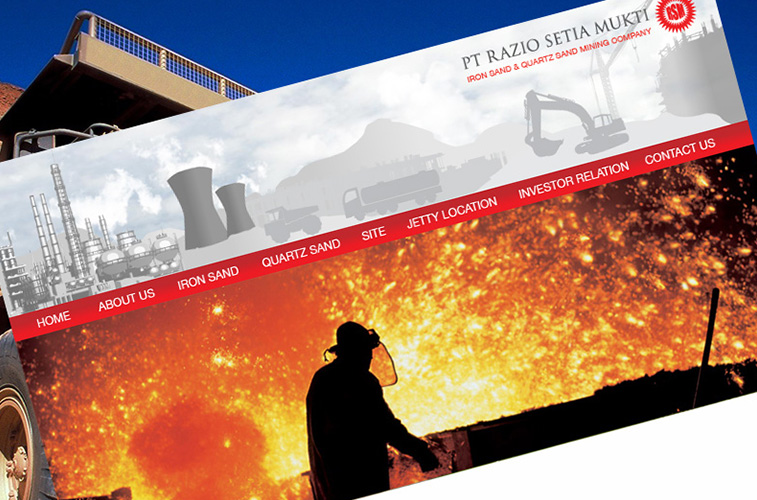 RSM
PT RAZIO SETIA MUKTI
IRON SAND & QUARTZ SAND MINING COMPANY
HOME ABOUT US IRON SAND QUARTZ SAND SITE JETTY LOCATION INVESTOR RELATION CONTACT US